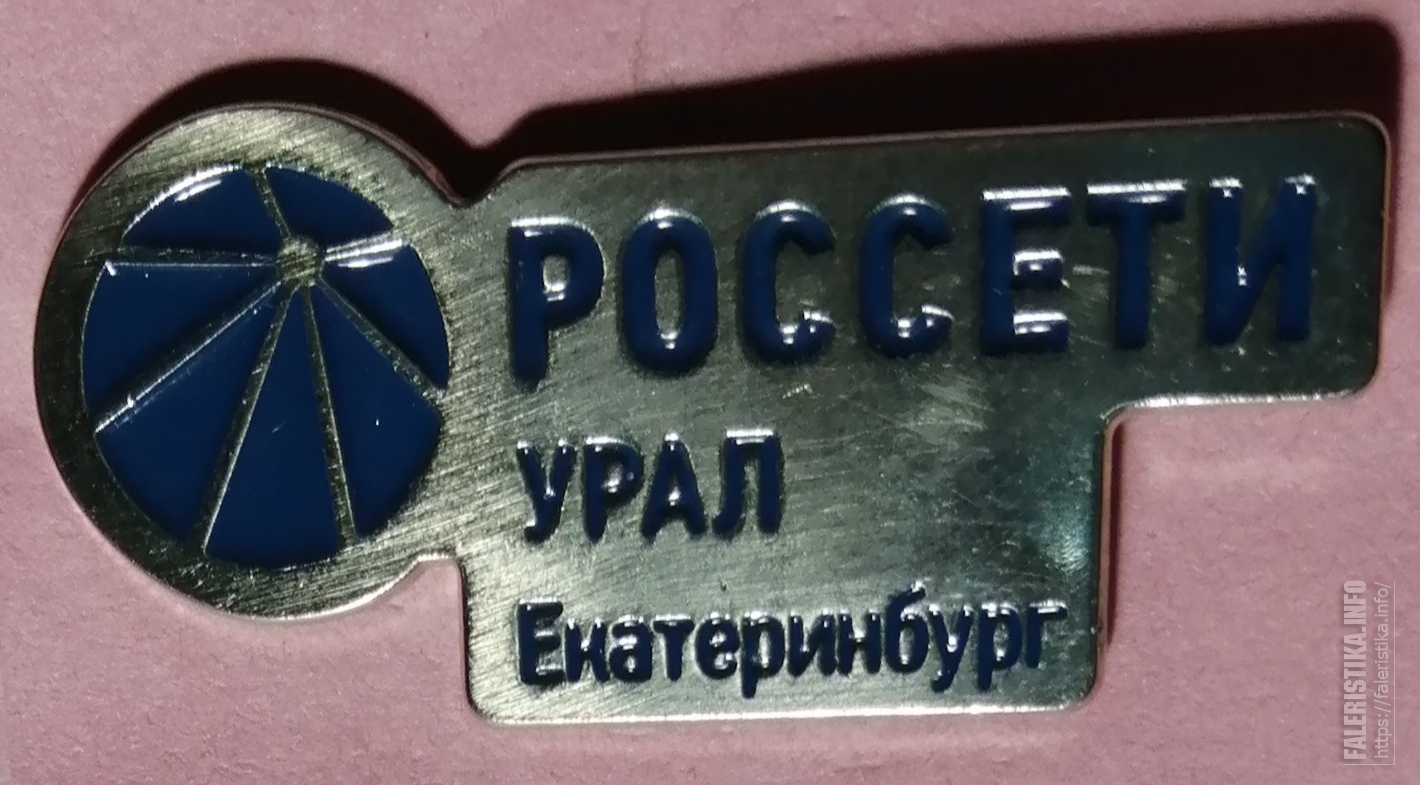 РОССЕТИ
УРАЛ
Екатеринбург
FALERISTIKA.INFO
https://faleristika.info/